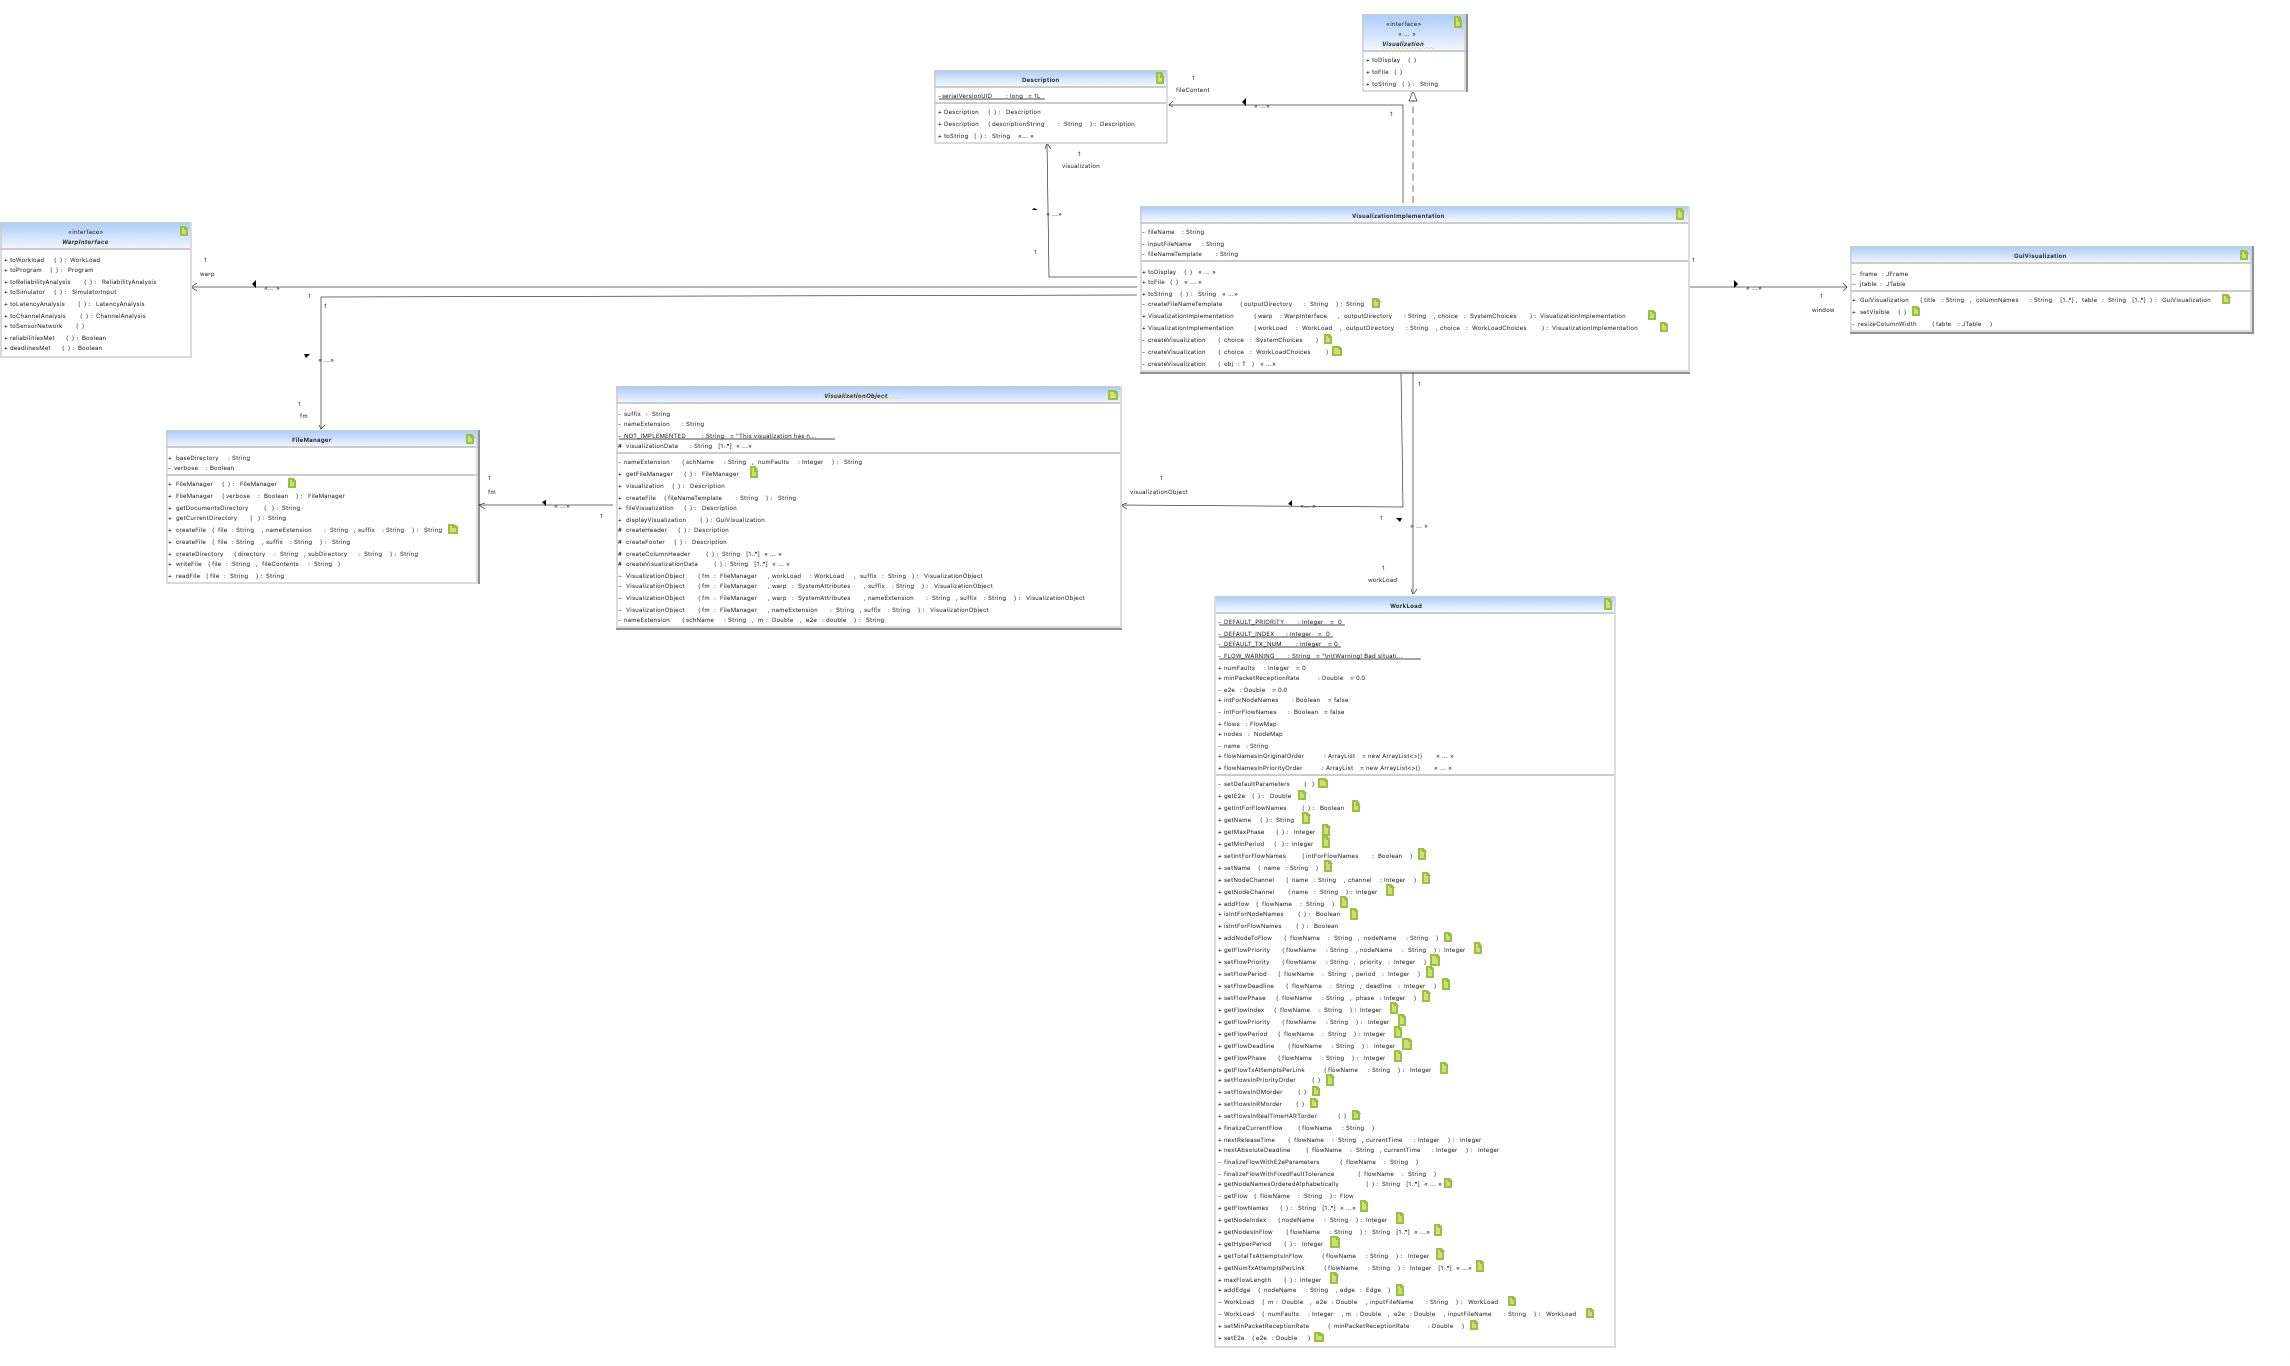 «interface»
« ... »
Visualization
+ toDisplay ( )
+ toFile ( )
+ toString ( ) : String
Description
- serialVersionUID : long = 1L
+ Description ( ) : Description
+ Description ( descriptionString : String ) : Description
+ toString ( ) : String «... »
1
fileContent
« ...»
1
1
visualization
« ...»
1
VisualizationImplementation
- fileName : String
- inputFileName : String
- fileNameTemplate : String
+ toDisplay ( ) « ... »
+ toFile ( ) « ... »
+ toString ( ) : String «...»
- createFileNameTemplate ( outputDirectory : String ) : String
+ VisualizationImplementation ( warp : WarpInterface , outputDirectory : String , choice : SystemChoices ) : VisualizationImplementation
+ VisualizationImplementation ( workLoad : WorkLoad , outputDirectory : String , choice : WorkLoadChoices ) : VisualizationImplementation
- createVisualization ( choice : SystemChoices )
- createVisualization ( choice : WorkLoadChoices )
- createVisualization ( obj : T ) « ...»
«interface»
WarpInterface
+ toWorkload ( ) : WorkLoad
+ toProgram ( ) : Program
+ toReliabilityAnalysis ( ) : ReliabilityAnalysis
+ toSimulator ( ) : SimulatorInput
+ toLatencyAnalysis ( ) : LatencyAnalysis
+ toChannelAnalysis ( ) : ChannelAnalysis
+ toSensorNetwork ( )
+ reliabilitiesMet ( ) : Boolean
+ deadlinesMet ( ) : Boolean
1
warp
«... »
1
1
« ...»
1
fm
1
« ...»
1
window
GuiVisualization
~ frame : JFrame
~ jtable : JTable
+ GuiVisualization ( title : String , columnNames : String [1..*] , table : String [1..*] ) : GuiVisualization
+ setVisible ( )
- resizeColumnWidth ( table : JTable )
FileManager
+ baseDirectory : String
- verbose : Boolean
+ FileManager ( ) : FileManager
+ FileManager ( verbose : Boolean ) : FileManager
+ getDocumentsDirectory ( ) : String
+ getCurrentDirectory ( ) : String
+ createFile ( file : String , nameExtension : String , suffix : String ) : String
+ createFile ( file : String , suffix : String ) : String
+ createDirectory ( directory : String , subDirectory : String ) : String
+ writeFile ( file : String , fileContents : String )
+ readFile ( file : String ) : String
1
fm
« ...»
1
VisualizationObject
- suffix : String
- nameExtension : String
- NOT_IMPLEMENTED : String = "This visualization has n...
# visualizationData : String [1..*] « ...»
- nameExtension ( schName : String , numFaults : Integer ) : String
+ getFileManager ( ) : FileManager
+ visualization ( ) : Description
+ createFile ( fileNameTemplate : String ) : String
+ fileVisualization ( ) : Description
+ displayVisualization ( ) : GuiVisualization
# createHeader ( ) : Description
# createFooter ( ) : Description
# createColumnHeader ( ) : String [1..*] « ... »
# createVisualizationData ( ) : String [1..*] « ... »
~ VisualizationObject ( fm : FileManager , workLoad : WorkLoad , suffix : String ) : VisualizationObject
~ VisualizationObject ( fm : FileManager , warp : SystemAttributes , suffix : String ) : VisualizationObject
~ VisualizationObject ( fm : FileManager , warp : SystemAttributes , nameExtension : String , suffix : String ) : VisualizationObject
~ VisualizationObject ( fm : FileManager , nameExtension : String , suffix : String ) : VisualizationObject
- nameExtension ( schName : String , m : Double , e2e : double ) : String
1
visualizationObject
«...»
1
1
« ... »
1
workLoad
WorkLoad
- DEFAULT_PRIORITY : Integer = 0
- DEFAULT_INDEX : Integer = 0
- DEFAULT_TX_NUM : Integer = 0
- FLOW_WARNING : String = "\n\tWarning! Bad situati...
+ numFaults : Integer = 0
+ minPacketReceptionRate : Double = 0.0
- e2e : Double = 0.0
+ intForNodeNames : Boolean = false
- intForFlowNames : Boolean = false
+ flows : FlowMap
+ nodes : NodeMap
- name : String
+ flowNamesInOriginalOrder : ArrayList = new ArrayList<>() « ... »
+ flowNamesInPriorityOrder : ArrayList = new ArrayList<>() « ... »
- setDefaultParameters ( )
+ getE2e ( ) : Double
+ getIntForFlowNames ( ) : Boolean
+ getName ( ) : String
+ getMaxPhase ( ) : Integer
+ getMinPeriod ( ) : Integer
+ setIntForFlowNames ( intForFlowNames : Boolean )
+ setName ( name : String )
+ setNodeChannel ( name : String , channel : Integer )
+ getNodeChannel ( name : String ) : Integer
+ addFlow ( flowName : String )
+ isIntForNodeNames ( ) : Boolean
+ isIntForFlowNames ( ) : Boolean
+ addNodeToFlow ( flowName : String , nodeName : String )
+ getFlowPriority ( flowName : String , nodeName : String ) : Integer
+ setFlowPriority ( flowName : String , priority : Integer )
+ setFlowPeriod ( flowName : String , period : Integer )
+ setFlowDeadline ( flowName : String , deadline : Integer )
+ setFlowPhase ( flowName : String , phase : Integer )
+ getFlowIndex ( flowName : String ) : Integer
+ getFlowPriority ( flowName : String ) : Integer
+ getFlowPeriod ( flowName : String ) : Integer
+ getFlowDeadline ( flowName : String ) : Integer
+ getFlowPhase ( flowName : String ) : Integer
+ getFlowTxAttemptsPerLink ( flowName : String ) : Integer
+ setFlowsInPriorityOrder ( )
+ setFlowsInDMorder ( )
+ setFlowsInRMorder ( )
+ setFlowsInRealTimeHARTorder ( )
+ finalizeCurrentFlow ( flowName : String )
+ nextReleaseTime ( flowName : String , currentTime : Integer ) : Integer
+ nextAbsoluteDeadline ( flowName : String , currentTime : Integer ) : Integer
- finalizeFlowWithE2eParameters ( flowName : String )
- finalizeFlowWithFixedFaultTolerance ( flowName : String )
+ getNodeNamesOrderedAlphabetically ( ) : String [1..*] « ... »
- getFlow ( flowName : String ) : Flow
+ getFlowNames ( ) : String [1..*] « ...»
+ getNodeIndex ( nodeName : String ) : Integer
+ getNodesInFlow ( flowName : String ) : String [1..*] « ...»
+ getHyperPeriod ( ) : Integer
+ getTotalTxAttemptsInFlow ( flowName : String ) : Integer
+ getNumTxAttemptsPerLink ( flowName : String ) : Integer [1..*] « ...»
+ maxFlowLength ( ) : Integer
+ addEdge ( nodeName : String , edge : Edge )
~ WorkLoad ( m : Double , e2e : Double , inputFileName : String ) : WorkLoad
~ WorkLoad ( numFaults : Integer , m : Double , e2e : Double , inputFileName : String ) : WorkLoad
+ setMinPacketReceptionRate ( minPacketReceptionRate : Double )
+ setE2e ( e2e : Double )